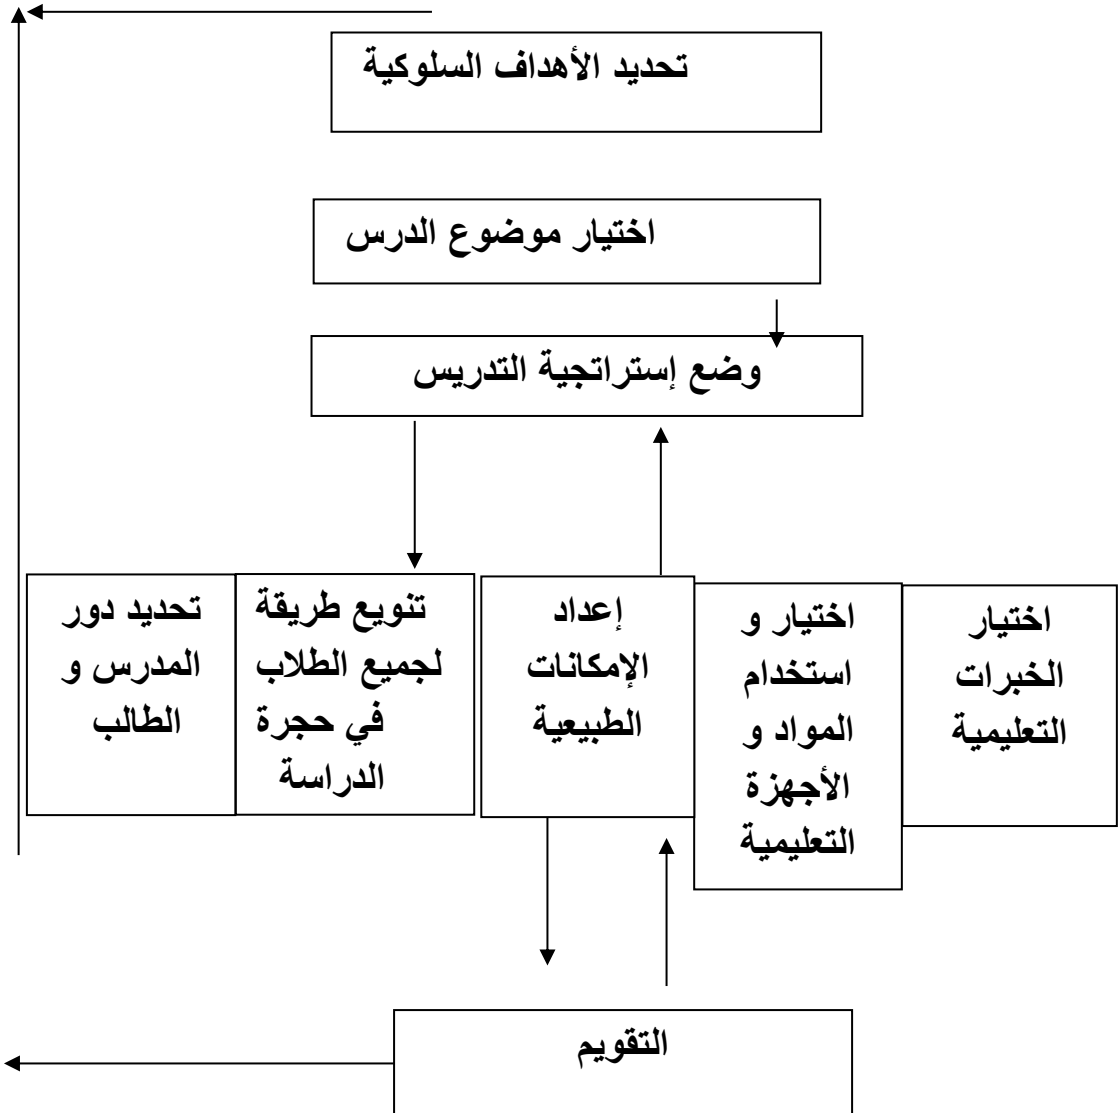 تحديد الأهداف السلوكية
اختيار موضوع الدرس
وضع إستراتجية التدريس
اختيار
الخبرات
التعليمية
اختيار و
استخدام
المواد و
الأجهزة
التعليمية
إعداد
الإمكانات
الطبيعية
تنويع طريقة
لجميع الطلاب
في حجرة
الدراسة
تحديد دور
المدرس و
الطالب
التقويم